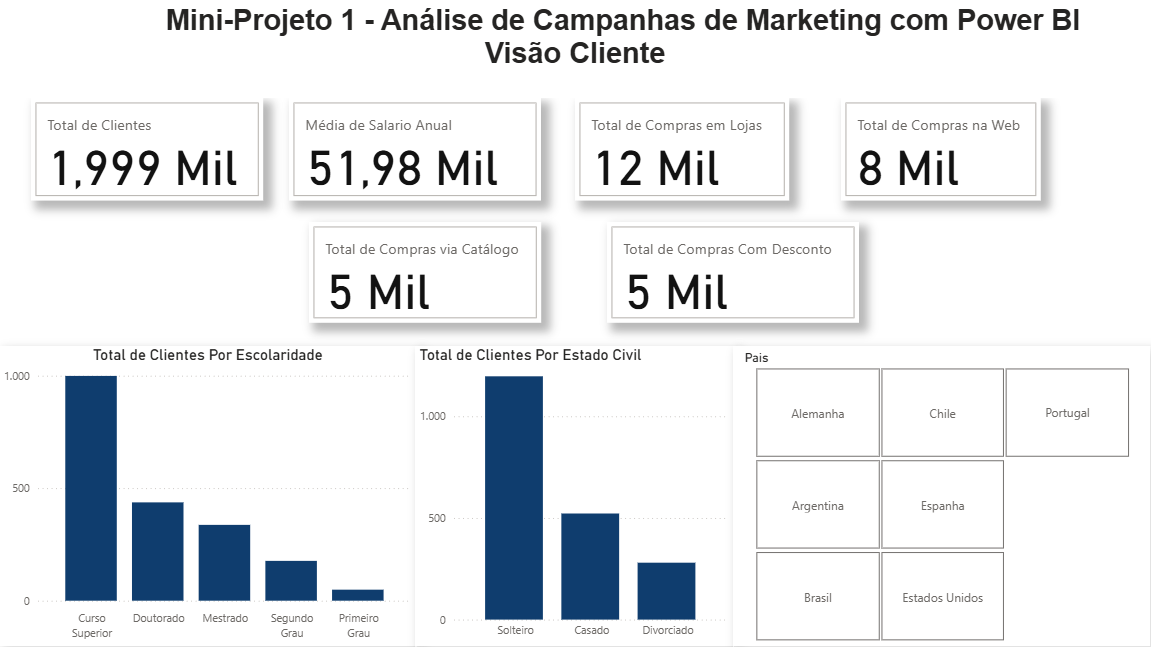 Mini-Projeto 1 - Análise de Campanhas de Marketing com Power BI
Visão Cliente
Total de Clientes
1,999 Mil
Média de Salario Anual
51,98 Mil
Total de Compras em Lojas
12 Mil
Total de Compras na Web
8 Mil
Total de Compras via Catálogo
5 Mil
Total de Compras Com Desconto
5 Mil
Total de Clientes Por Escolaridade
1.000
500
0
Curso
Superior
Doutorado
Mestrado
Segundo
Grau
Primeiro
Grau
Total de Clientes Por Estado Civil
1.000
500
0
Solteiro
Casado
Divorciado
Pais
Alemanha
Chile
Portugal
Argentina
Espanha
Brasil
Estados Unidos